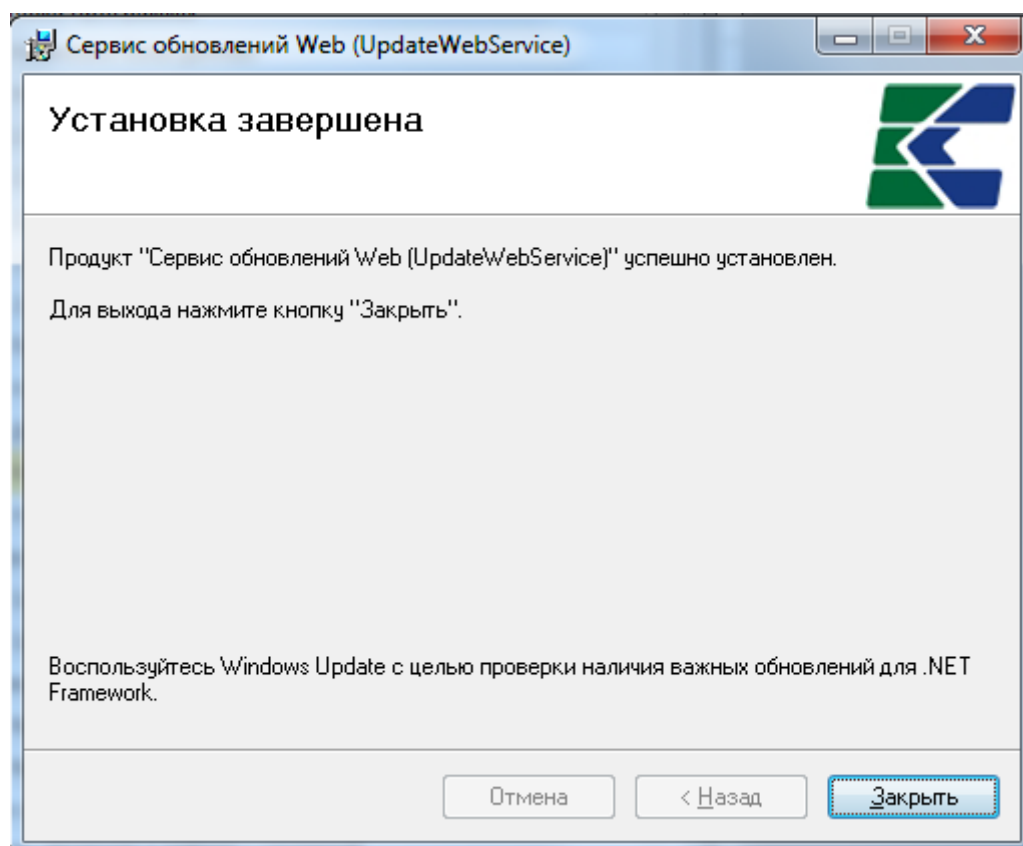 Сервис обновлений Web (UpdateWebService)
Установка завершена
Продукт "Сервис обновлений Web (UpdateWebService)" успешно установлен.
Для выхода нажмите кнопку "Закрыть".
Воспользуйтесь Windows Update с целью проверки наличия важных обновлений для .NET
Framework.
Отмена
< Назад
Закрыть